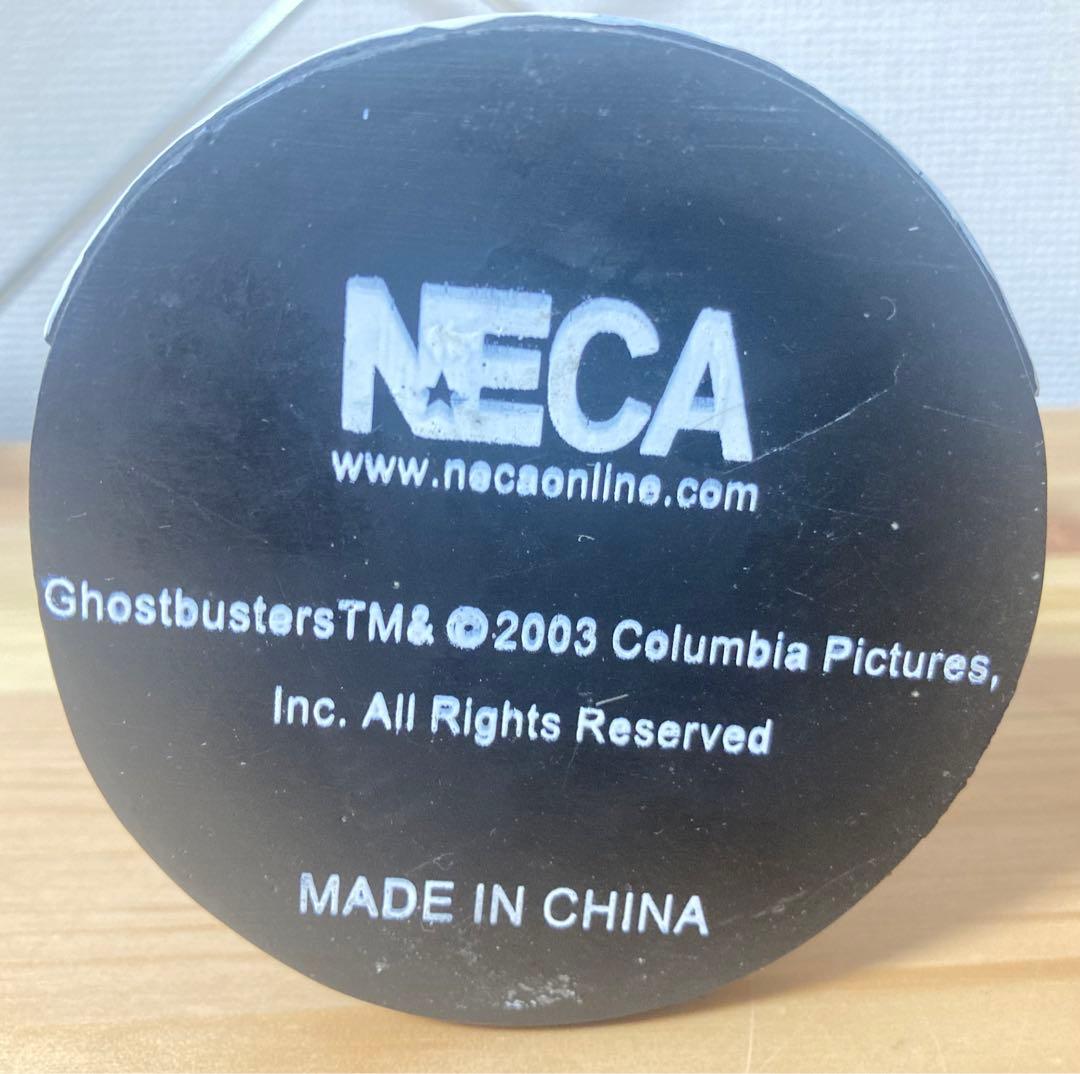 NECA
www.necaonline.com
GhostbustersTM& ©2003 Columbia Pictures,
Inc. All Rights Reserved
MADE IN CHINA